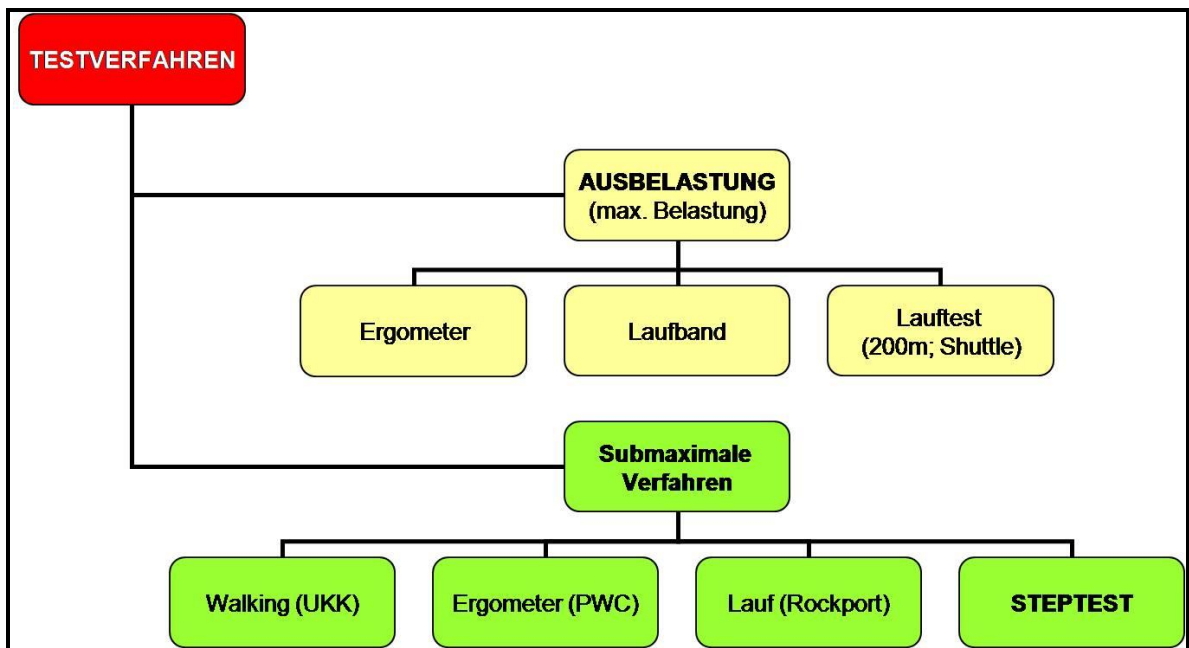 TESTVERFAHREN
AUSBELASTUNG
(max. Belastung)
Ergometer
Laufband
Lauftest
(200m; Shuttle)
Submaximale
Verfahren
Walking (UKK)
Ergometer (PWC)
Lauf (Rockport)
STEPTEST